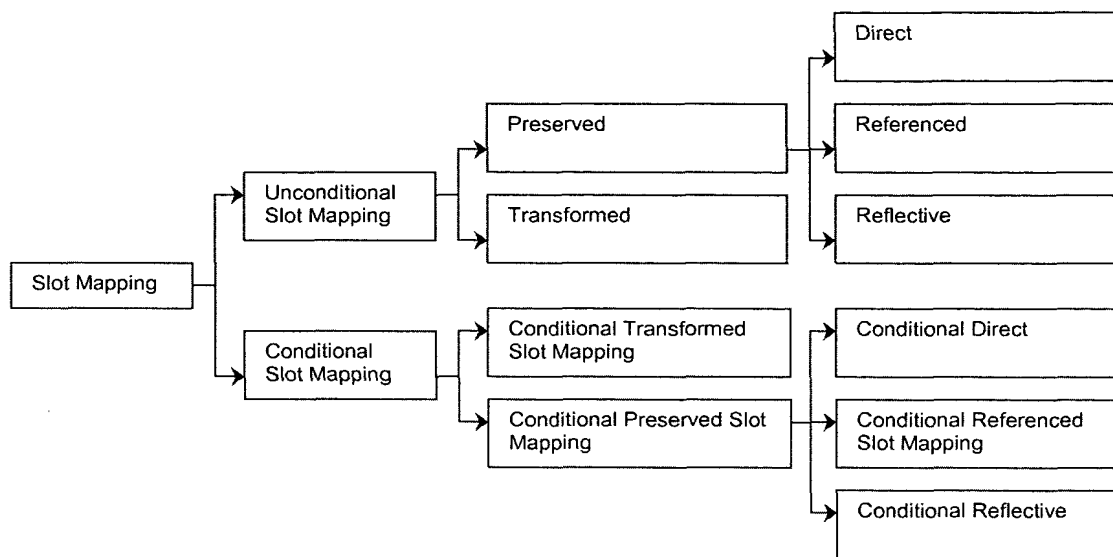 Slot Mapping
Unconditional
Slot Mapping
Conditional
Slot Mapping
Preserved
Transformed
Conditional Transformed
Slot Mapping
Conditional Preserved Slot
Mapping
Direct
Referenced
Reflective
Conditional Direct
Conditional Referenced
Slot Mapping
Conditional Reflective